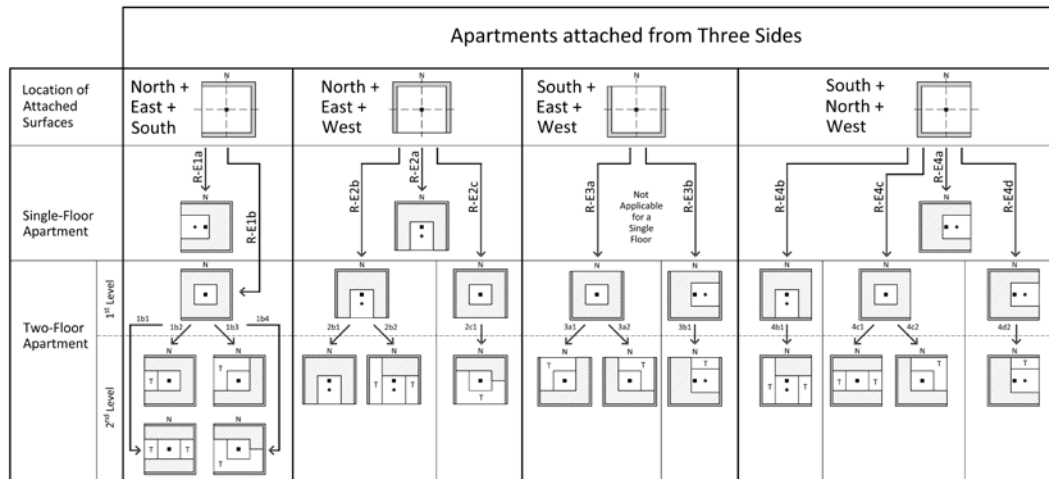 Apartments attached from Three Sides
Location of
Attached
Surfaces
North +
East +
South
N
North +
East +
West
N
South +
East +
West
N
South +
North +
West
N
Single-Floor
Apartment
R-E1a
R-E1b
N
R-E2b
R-E2a
R-E2c
N
R-E3a
Not
Applicable
for a
Single
Floor
R-E3b
R-E4b
R-E4c
R-E4a
R-E4d
N
Two-Floor
Apartment
1st Level
N
N
N
N
N
N
N
N
1b1
1b2
1b3
1b4
2b1
2b2
2c1
3a1
3a2
3b1
4b1
4c1
4c2
4d2
2nd Level
N
T
N
T
N
N
T
T
N
T
N
T
N
T
N
T
N
T
T
N
T
T
N
T
N
T
N
T
T
N
T